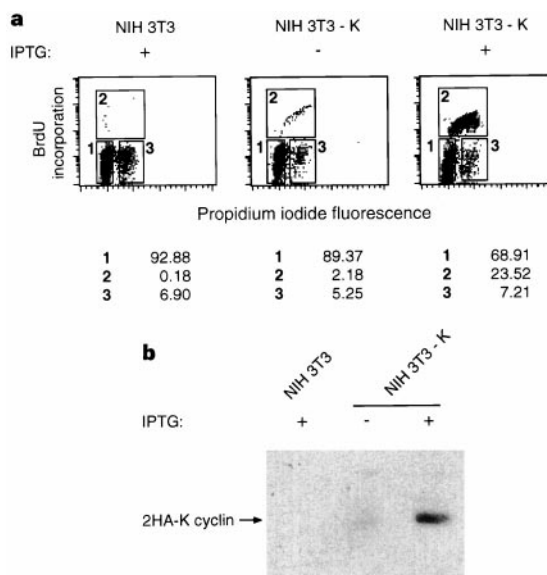 a
NIH 3T3 NIH 3T3 - K NIH 3T3 - K
IPTG: + - +
BrdU incorporation
2 2 2
1 3 1 3 1 3
Propidium iodide fluorescence
1 92.88 1 89.37 1 68.91
2 0.18 2 2.18 2 23.52
3 6.90 3 5.25 3 7.21
b
NIH 3T3 NIH 3T3 - K
IPTG: + - +
2HA-K cyclin